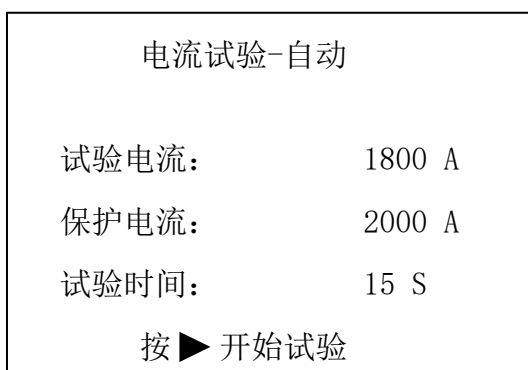 电流试验-自动
试验电流： 1800 A
保护电流： 2000 A
试验时间： 15 S
按 ▶ 开始试验